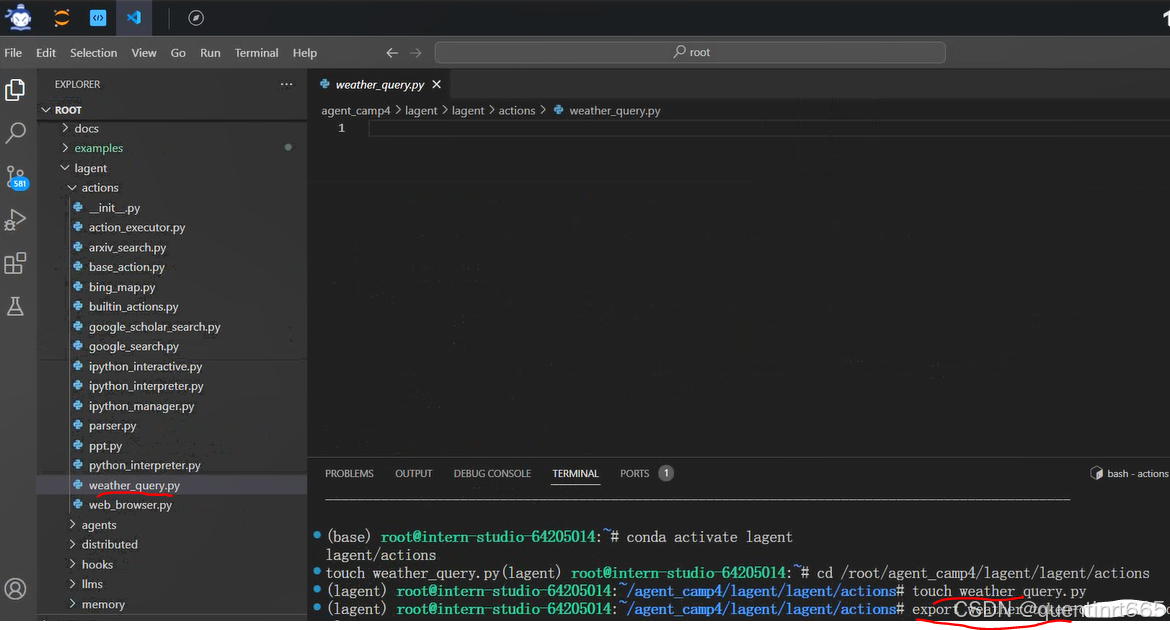 File Edit Selection View Go Run Terminal Help
root
EXPLORER
weather_query.py
ROOT
agent_camp4 > lagent > lagent > actions > weather_query.py
1
docs
examples
lagent
581
actions
__init__.py
action_executor.py
arxiv_search.py
base_action.py
bing_map.py
builtin_actions.py
google_scholar_search.py
google_search.py
ipython_interactive.py
ipython_interpreter.py
ipython_manager.py
parser.py
ppt.py
python_interpreter.py
weather_query.py
web_browser.py
agents
distributed
hooks
llms
memory
PROBLEMS OUTPUT DEBUG CONSOLE TERMINAL PORTS 1
bash - actions
(base) root@intern-studio-64205014:~# conda activate lagent
lagent/actions
touch weather_query.py(lagent) root@intern-studio-64205014:~# cd /root/agent_camp4/lagent/lagent/actions
(lagent) root@intern-studio-64205014:~/agent_camp4/lagent/lagent/actions# touch weather_query.py
(lagent) root@intern-studio-64205014:~/agent_camp4/lagent/lagent/actions# export
CSDN @quentinrt665